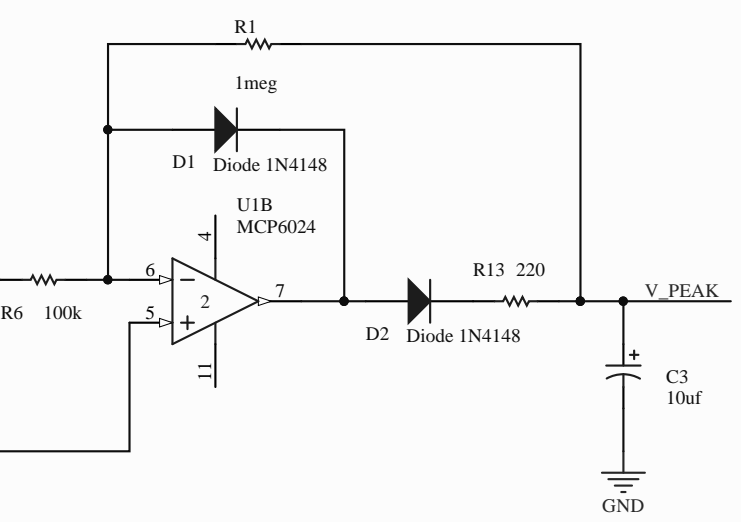 R1
1meg
D1 Diode 1N4148
U1B
MCP6024
4
6
5
2
7
11
R6 100k
R13 220
D2 Diode 1N4148
V_PEAK
+
C3
10uf
GND